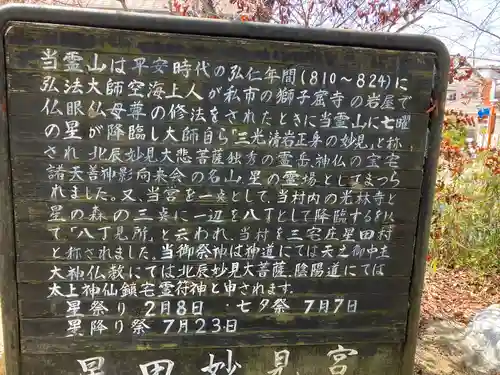 当霊山は平安時代の弘仁年間(810〜824)に
弘法大師空海上人が私市の獅子窟寺の岩屋で
仏眼仏母尊の修法をされたときに当霊山に七曜
の星が降臨し大師自ら「三光清岩正身の妙見」と称
され 北辰妙見大悲菩薩独秀の霊岳、神仏の宝宅
諸天善神影向来会の名山、星の霊場として まつら
れました。又、当宮を一点として、当村内の光林寺と
星の森の三点に一辺を八丁として降臨するを以
て「八丁見所」と云われ、当村を三宅庄星田村
と称されました。当御祭神は神道にては天之御中主
大神仏教にては北辰妙見大菩薩、陰陽道にては
太上神仙鎮宅霊符神と申されます。
星祭り 2月8日・七夕祭 7月7日
星降り祭 7月23日
星田妙見宮